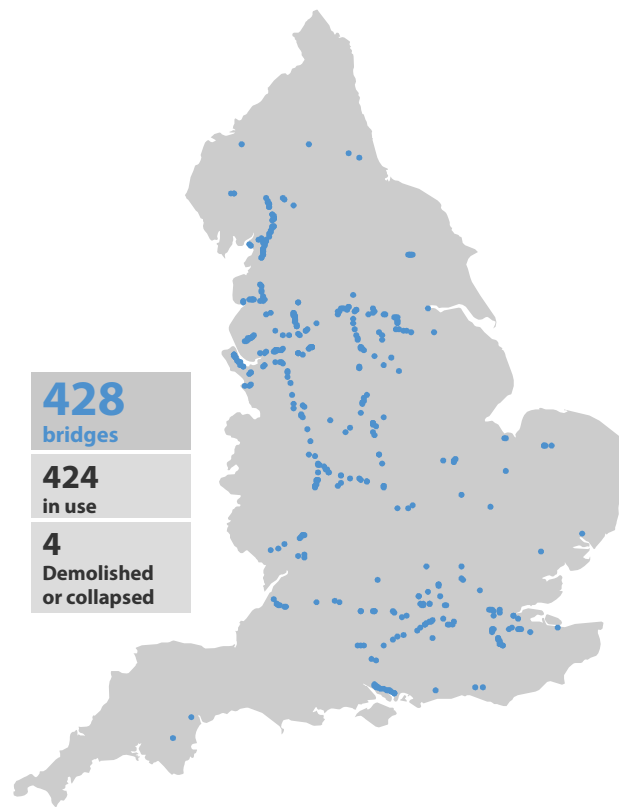 428
bridges
424
in use
4
Demolished
or collapsed